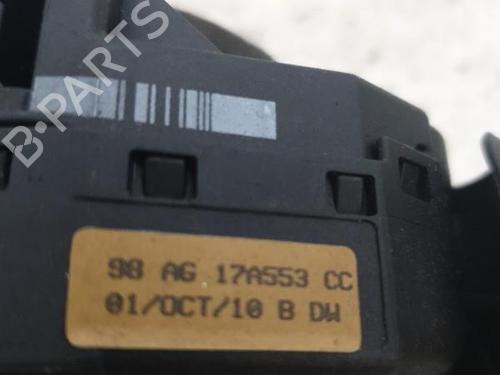 98 AG 17A553 CC
01/OCT/10 B DW
B-PARTS